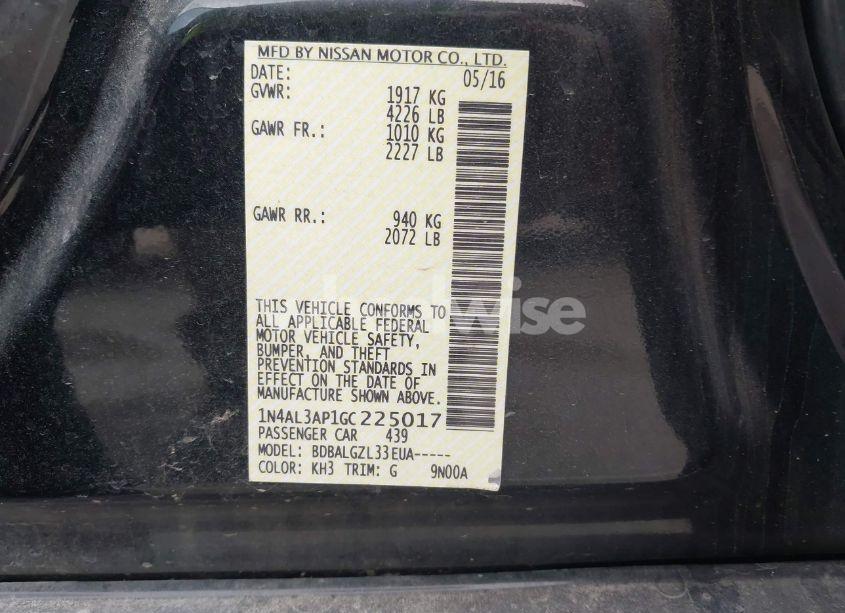 MFD BY NISSAN MOTOR CO., LTD.
DATE: 05/16
GVWR: 1917 KG
4226 LB
GAWR FR.: 1010 KG
2227 LB
GAWR RR.: 940 KG
2072 LB
THIS VEHICLE CONFORMS TO
ALL APPLICABLE FEDERAL
MOTOR VEHICLE SAFETY,
BUMPER, AND THEFT
PREVENTION STANDARDS IN
EFFECT ON THE DATE OF
MANUFACTURE SHOWN ABOVE.
1N4AL3AP1GC225017
PASSENGER CAR 439
MODEL: BDBALGZL33EUA-----
COLOR: KH3 TRIM: G 9N00A